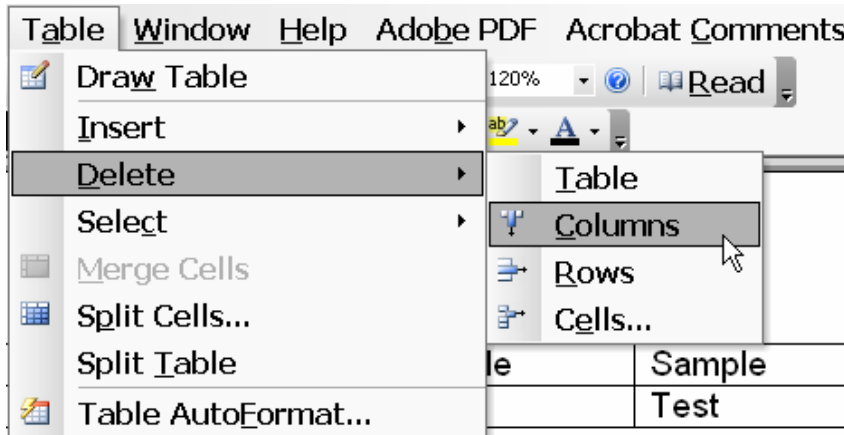 Table Window Help Adobe PDF Acrobat Comments
Draw Table
120%
Read
Insert
ab
A
Delete
Table
Select
Columns
Merge Cells
Rows
Split Cells...
Cells...
Split Table
le
Sample
Table AutoFormat...
Test